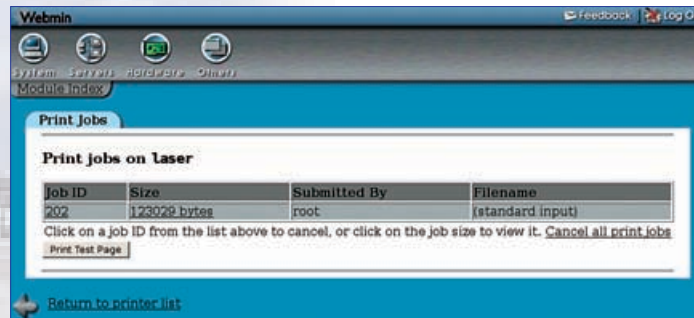 Webmin
Feedback
Log O
System Servers Hardware Others
Module Index
Print Jobs
Print jobs on laser
Job ID Size Submitted By Filename
202 123029 bytes root (standard input)
Click on a job ID from the list above to cancel, or click on the job size to view it. Cancel all print jobs
Print Test Page
Return to printer list